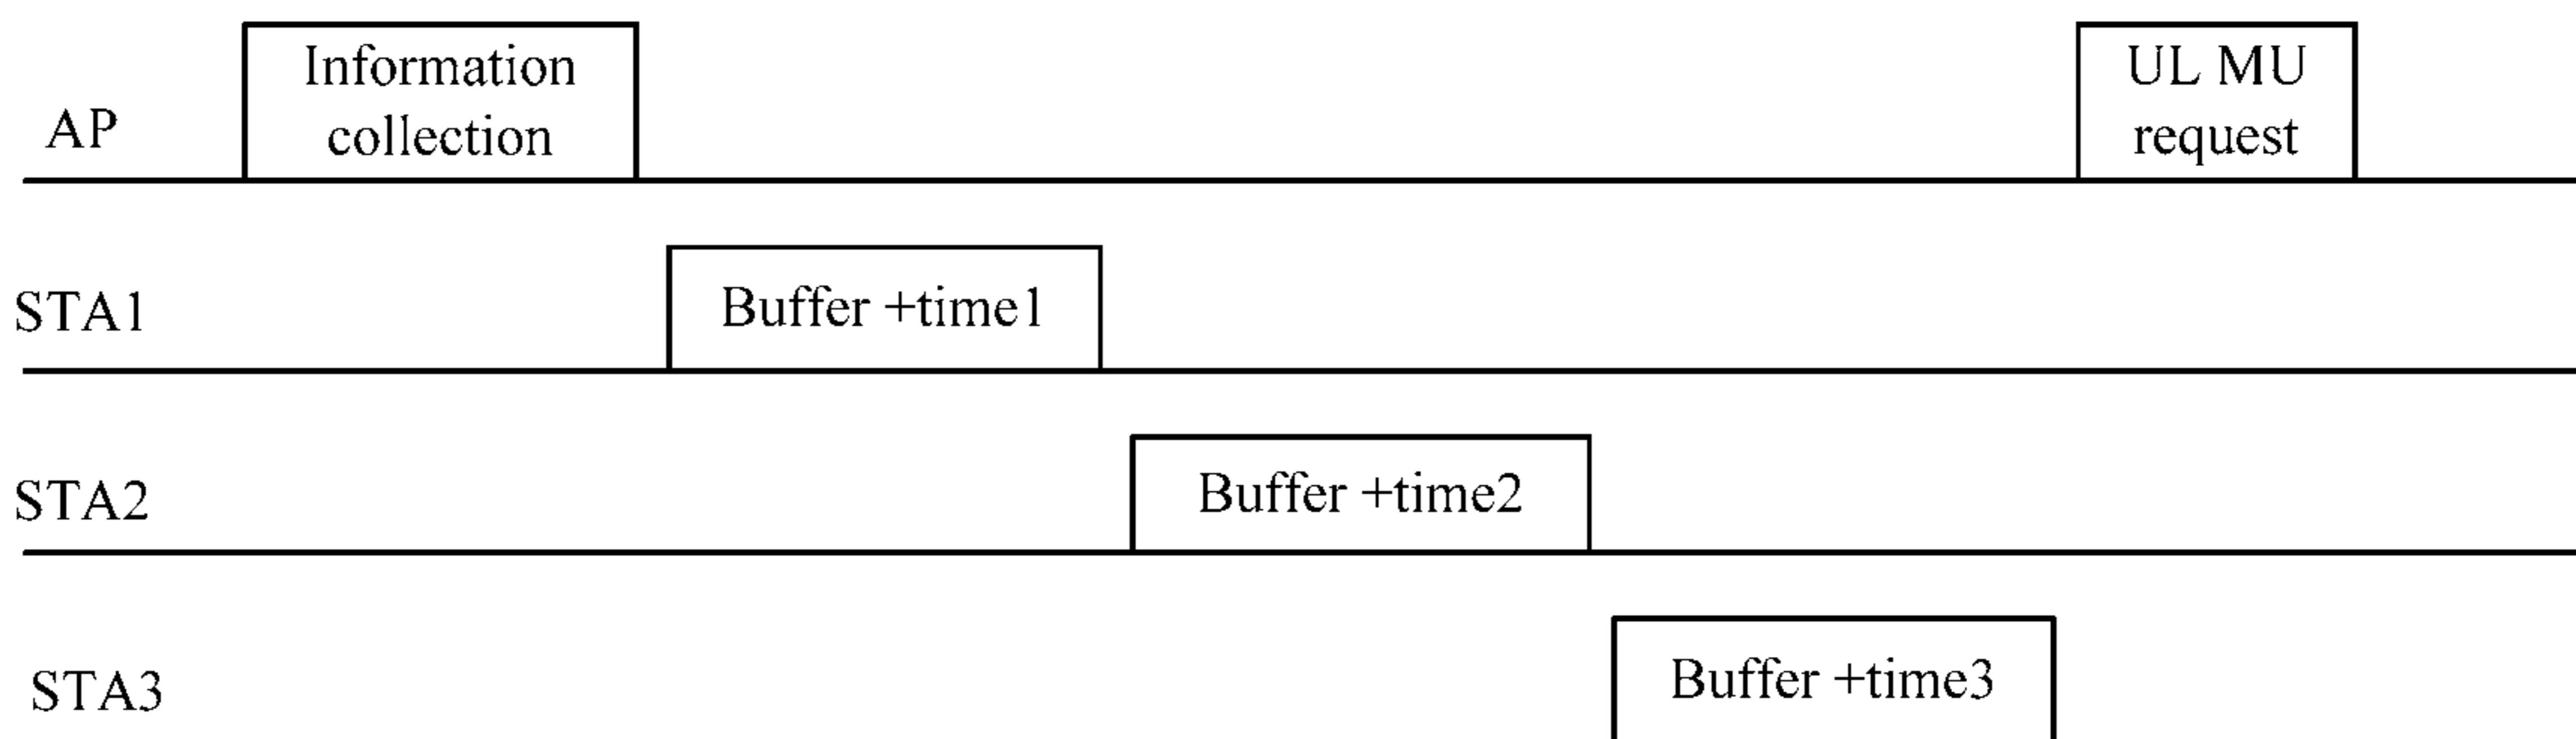 Information
collection
UL MU
request
AP
STA1
Buffer +time1
STA2
Buffer +time2
STA3
Buffer +time3